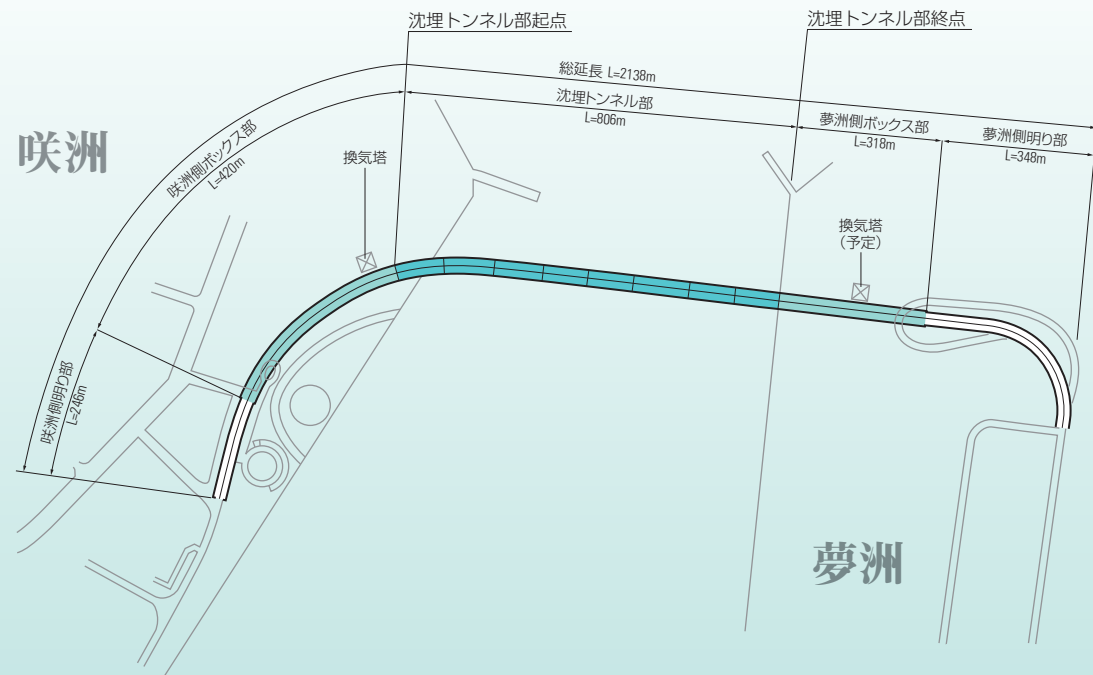 沈埋トンネル部起点
沈埋トンネル部終点
総延長 L=2138m
沈埋トンネル部
L=806m
夢洲側ボックス部
L=318m
夢洲側明り部
L=348m
咲洲
咲洲側ボックス部
L=420m
換気塔
換気塔
（予定）
咲洲側明り部
L=246m
夢洲